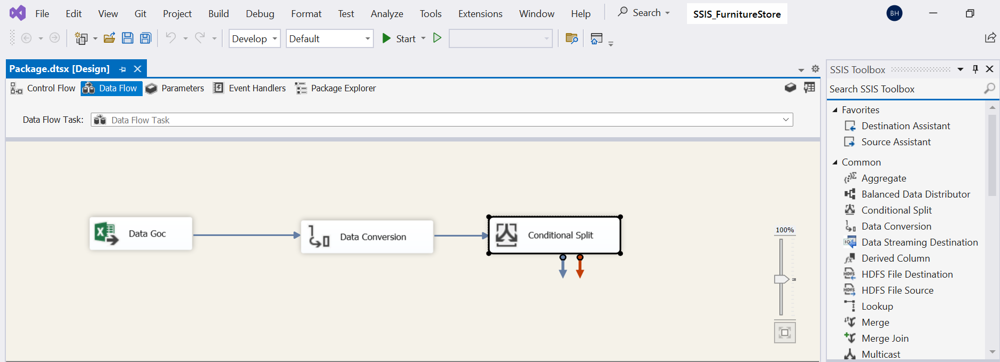 File Edit View Git Project Build Debug Format Test Analyze Tools Extensions Window Help Search SSIS_FurnitureStore BH
Develop Default Start
Package.dtsx [Design]
SSIS Toolbox
Control Flow Data Flow Parameters Event Handlers Package Explorer
Search SSIS Toolbox
Data Flow Task: Data Flow Task
Favorites
Destination Assistant
Source Assistant
Common
Aggregate
Balanced Data Distributor
Conditional Split
Data Conversion
Data Streaming Destination
Derived Column
HDFS File Destination
HDFS File Source
Lookup
Merge
Merge Join
Multicast
Data Goc
Data Conversion
Conditional Split
100%